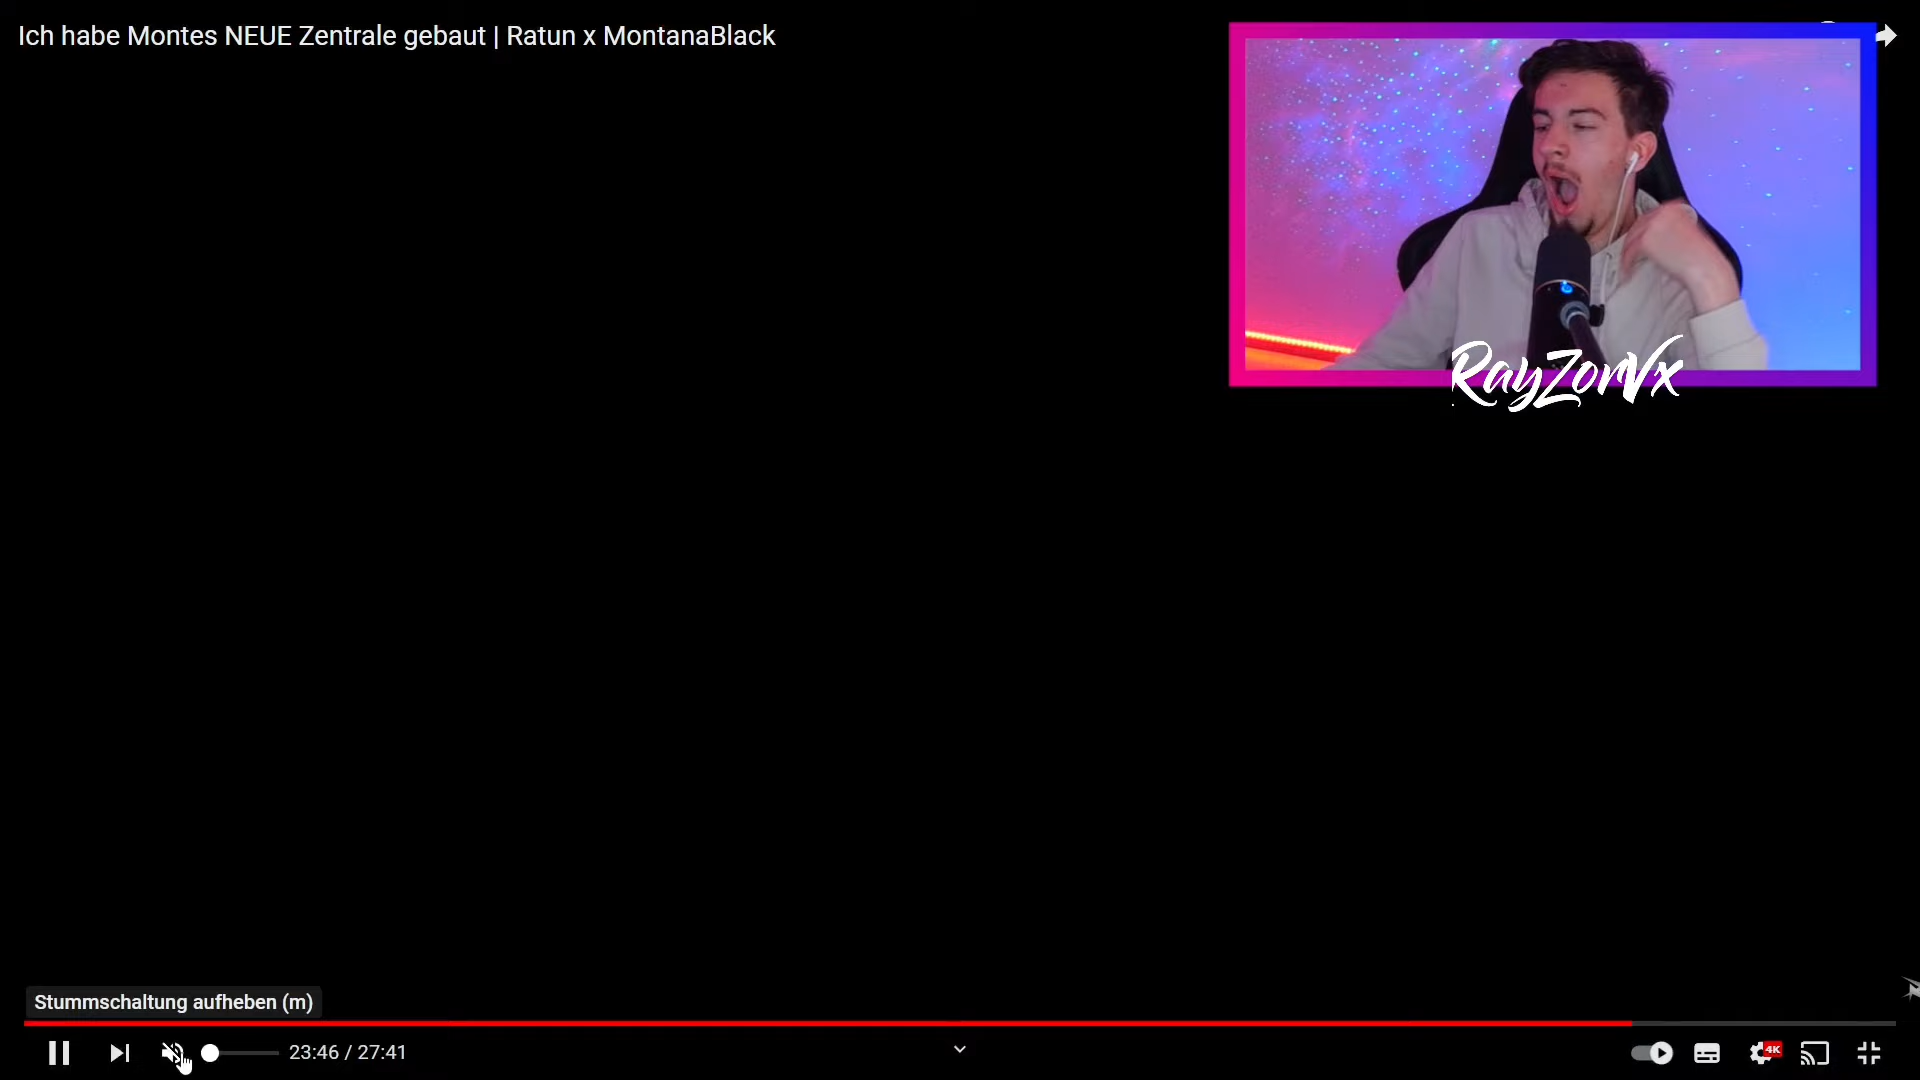 Ich habe Montes NEUE Zentrale gebaut | Ratun x MontanaBlack
RayZorVx
Stummschaltung aufheben (m)
23:46 / 27:41
4K